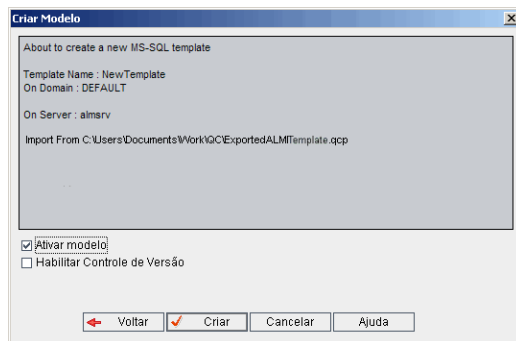 Criar Modelo
About to create a new MS-SQL template
Template Name : NewTemplate
On Domain : DEFAULT
On Server : almsrv
Import From C:\Users\Documents\Work\QC\ExportedALMTemplate.qcp
Ativar modelo
Habilitar Controle de Versão
Voltar Criar Cancelar Ajuda